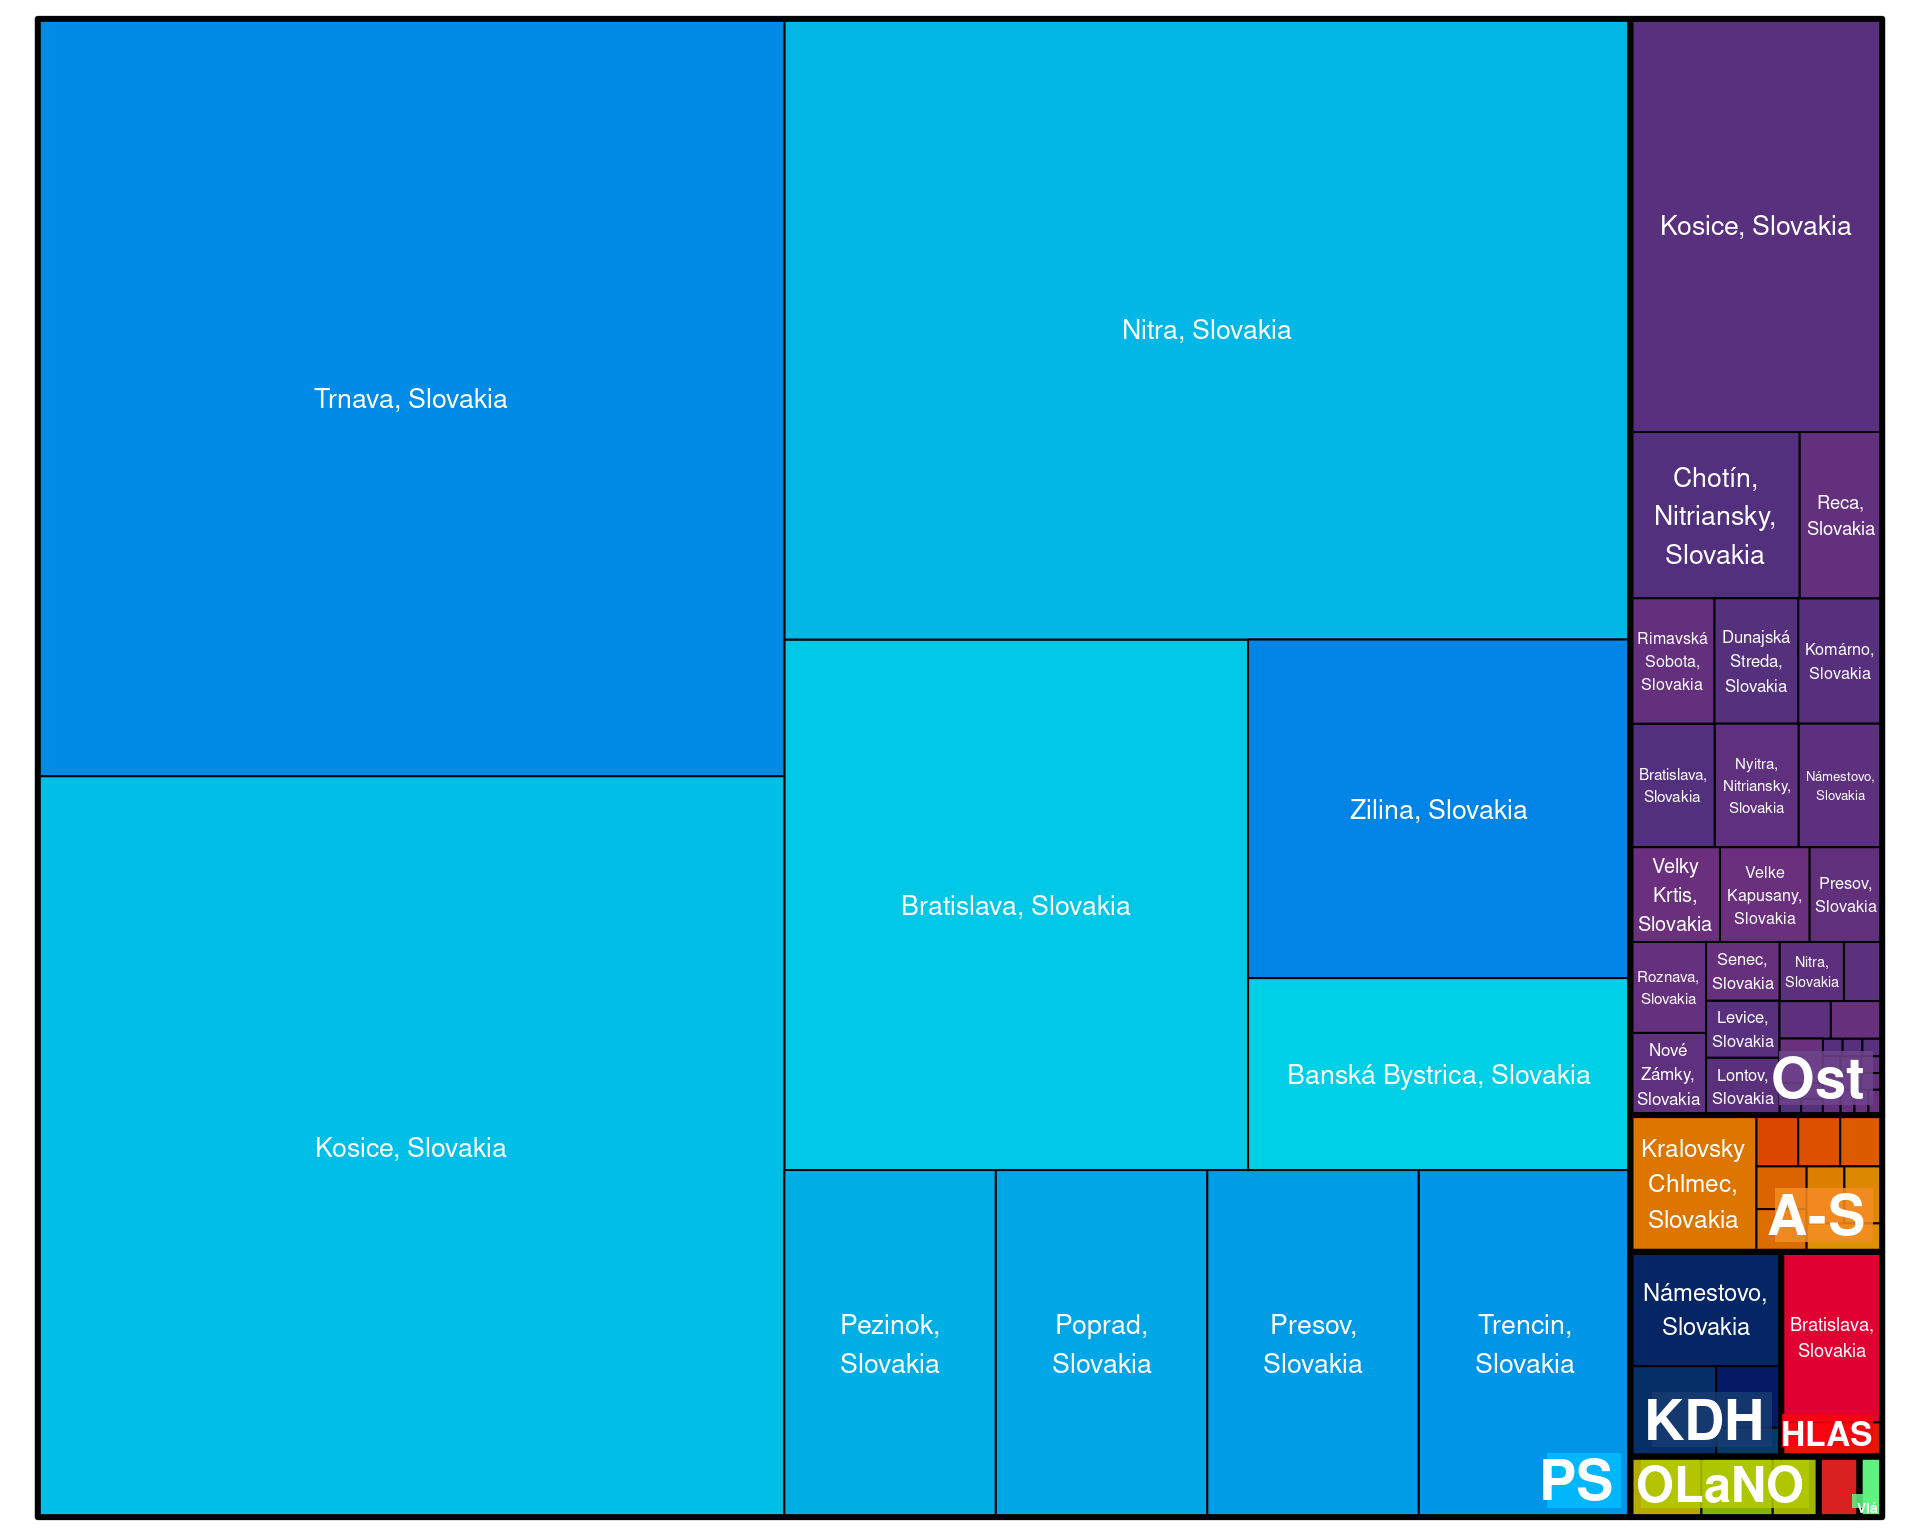 Trnava, Slovakia
Nitra, Slovakia
Kosice, Slovakia
Bratislava, Slovakia
Zilina, Slovakia
Banská Bystrica, Slovakia
Pezinok,
Slovakia
Poprad,
Slovakia
Presov,
Slovakia
Trencin,
Slovakia
PS
Kosice, Slovakia
Chotín,
Nitriansky,
Slovakia
Reca,
Slovakia
Rimavská
Sobota,
Slovakia
Dunajská
Streda,
Slovakia
Komárno,
Slovakia
Bratislava,
Slovakia
Nyitra,
Nitriansky,
Slovakia
Námestovo,
Slovakia
Velky
Krtis,
Slovakia
Velke
Kapusany,
Slovakia
Presov,
Slovakia
Roznava,
Slovakia
Senec,
Slovakia
Nitra,
Slovakia
Levice,
Slovakia
Nové
Zámky,
Slovakia
Lontov,
Slovakia
Ost
Kralovsky
Chlmec,
Slovakia
A-S
Námestovo,
Slovakia
KDH
Bratislava,
Slovakia
HLAS
OLaNO
Vlá